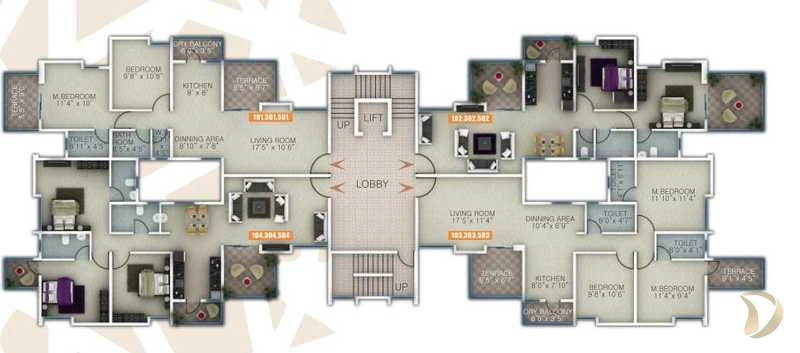 DRY BALCONY
6'0"X3'5"
BEDROOM
9'8" x 10'8"
KITCHEN
8' x 8'
TERRACE
M.BEDROOM
11'4" x 10'
TERRACE
101,301,501
UP
LIFT
102,302,502
TOILET
BATH
ROOM
DINNING AREA
8'10" x 7'8"
LIVING ROOM
17'5" x 10'6"
LOBBY
LIVING ROOM
17'5" x 11'4"
DINNING AREA
10'4" x 6'9"
TOILET
M.BEDROOM
11'10" x 11'4"
TOILET
104,304,504
103,303,503
TOILET
TERRACE
KITCHEN
8'0" x 7'10"
BEDROOM
9'8" x 10'6"
M.BEDROOM
11'4" x 9'4"
TERRACE
DRY BALCONY
UP